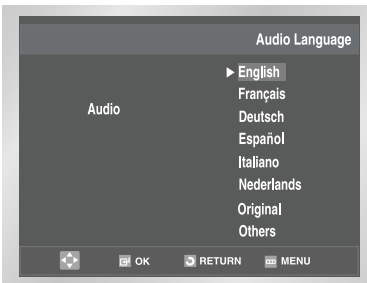 Audio Language
Audio
English
Français
Deutsch
Español
Italiano
Nederlands
Original
Others
OK RETURN MENU